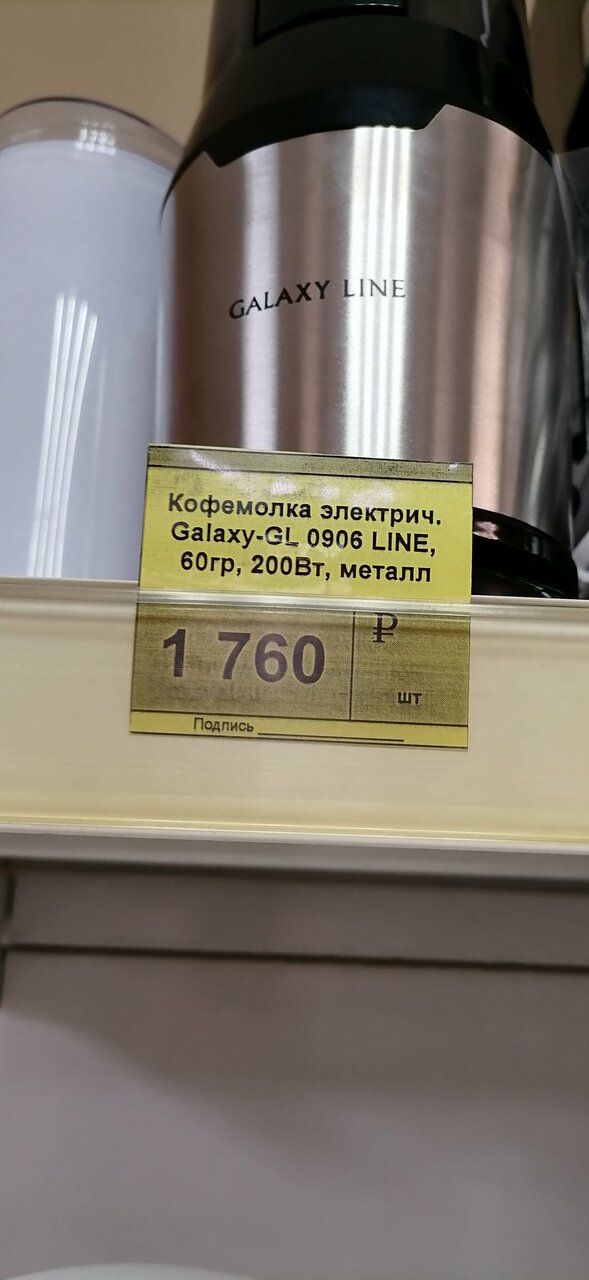 GALAXY LINE
Кофемолка электрич.
Galaxy-GL 0906 LINE,
60гр, 200Вт, металл
1 760 ₽
шт
Подпись